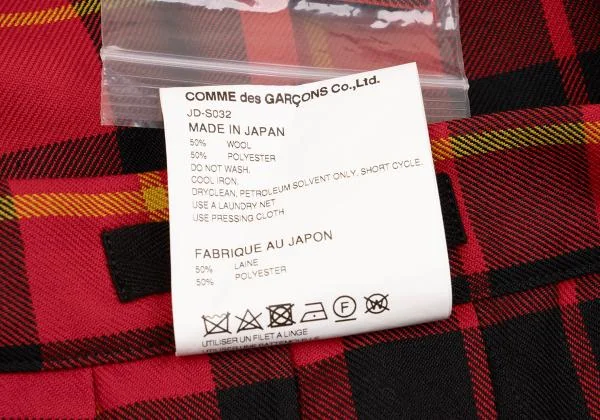 COMME des GARÇONS Co.,Ltd.
JD-S032
MADE IN JAPAN
50% WOOL
50% POLYESTER
DO NOT WASH.
COOL IRON.
DRYCLEAN, PETROLEUM SOLVENT ONLY, SHORT CYCLE.
USE A LAUNDRY NET
USE PRESSING CLOTH
FABRIQUE AU JAPON
50% LAINE
50% POLYESTER
F
W
UTILISER UN FILET A LINGE